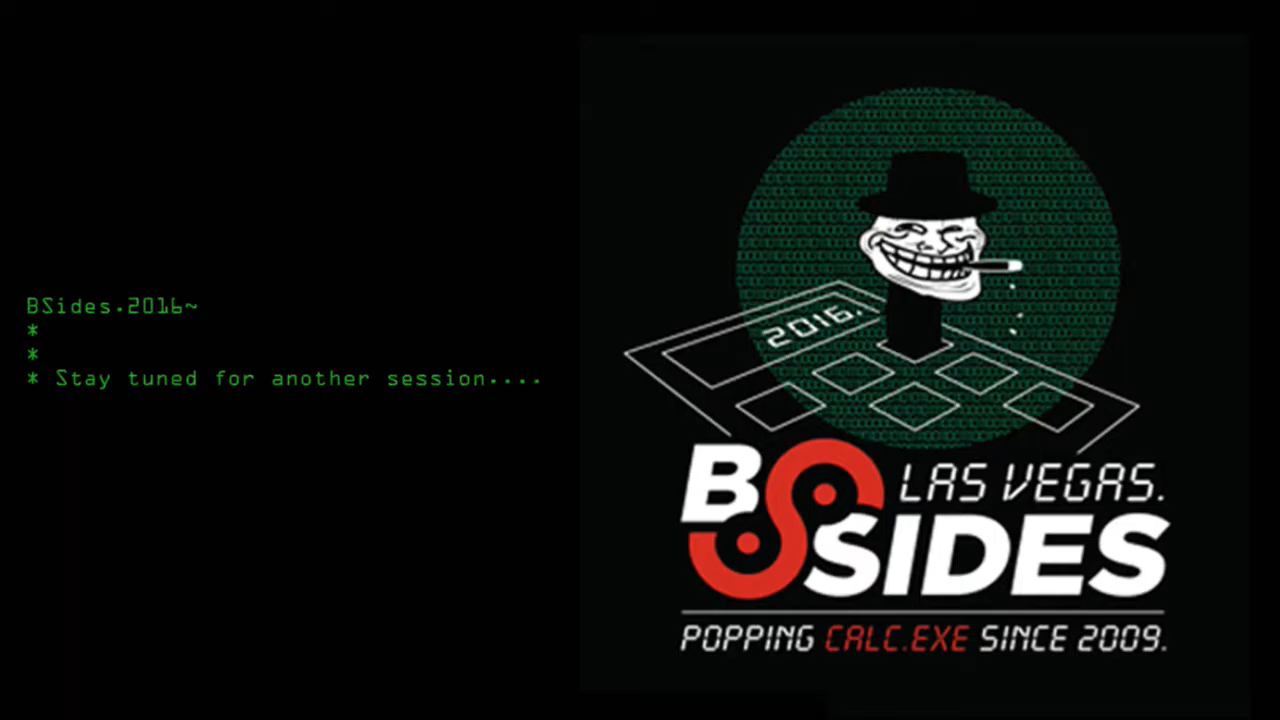 BSides.2016~
*
*
* Stay tuned for another session....
2016.
BSIDES
LAS VEGAS.
POPPING CALC.EXE SINCE 2009.